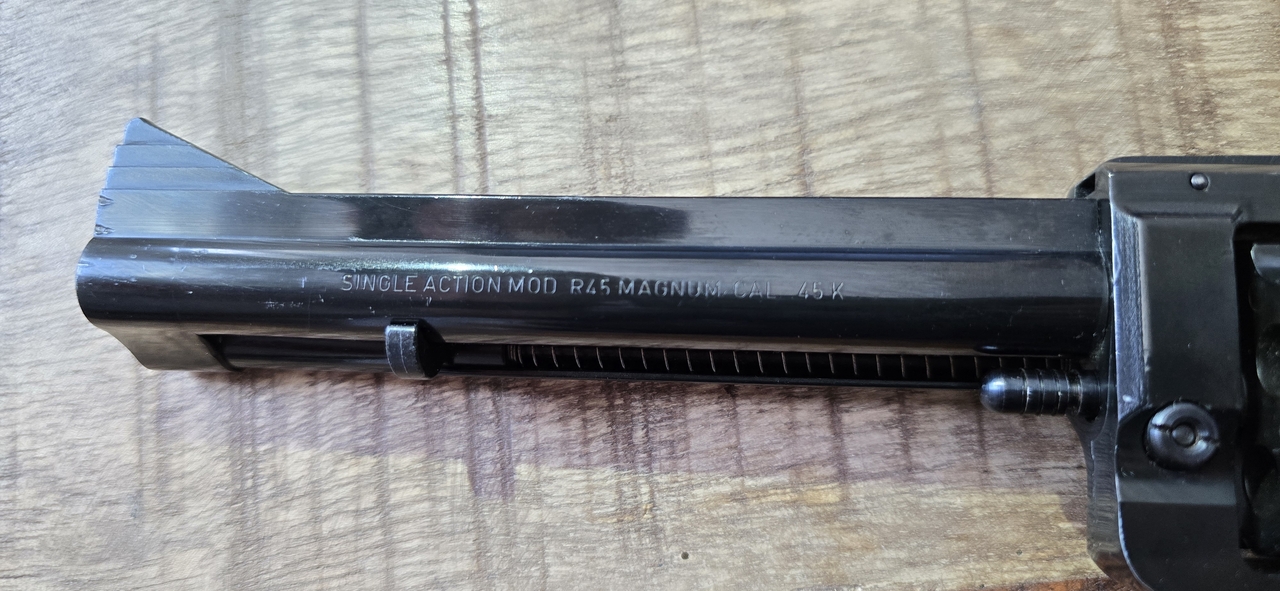 SINGLE ACTION MOD R45 MAGNUM CAL 45 K